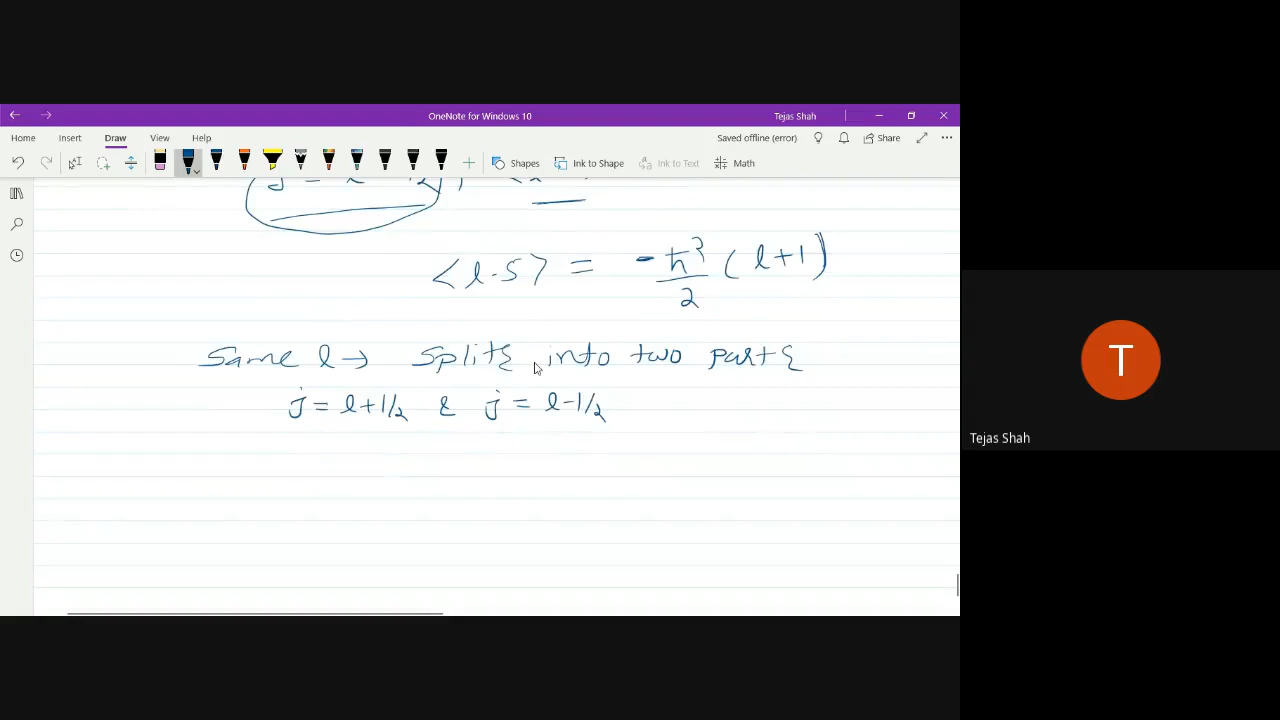 OneNote for Windows 10
Tejas Shah
Home Insert Draw View Help
Saved offline (error) Share
Shapes Ink to Shape Ink to Text Math
<l·s> = -ħ²/2 (l+1)
Same l → splits into two parts
j = l+1/2 & j = l-1/2
T
Tejas Shah